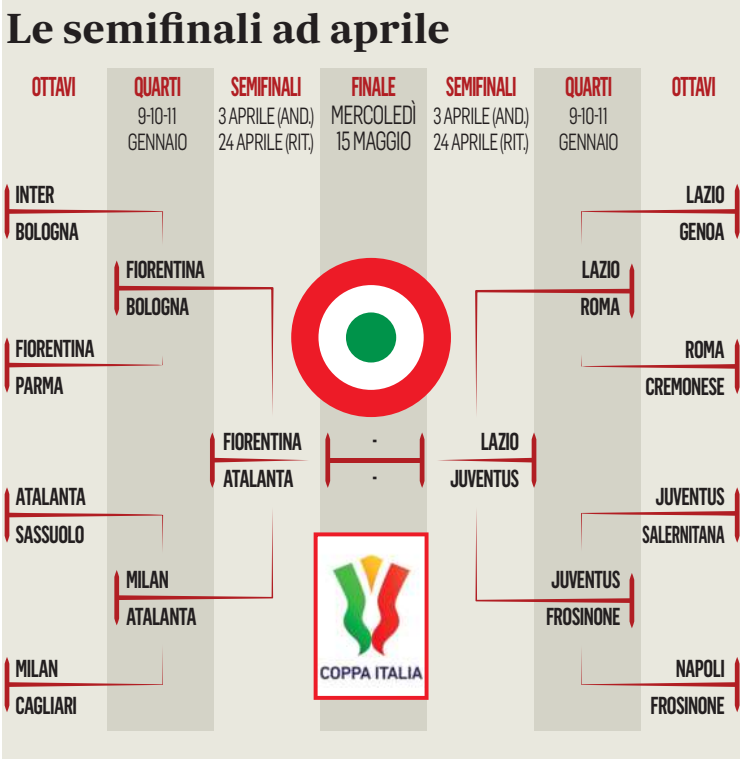 Le semifinali ad aprile
OTTAVI
QUARTI
9-10-11
GENNAIO
SEMIFINALI
3 APRILE (AND.)
24 APRILE (RIT.)
FINALE
MERCOLEDÌ
15 MAGGIO
SEMIFINALI
3 APRILE (AND.)
24 APRILE (RIT.)
QUARTI
9-10-11
GENNAIO
OTTAVI
INTER
BOLOGNA
FIORENTINA
PARMA
ATALANTA
SASSUOLO
MILAN
CAGLIARI
FIORENTINA
BOLOGNA
MILAN
ATALANTA
FIORENTINA
ATALANTA
-
-
COPPA ITALIA
LAZIO
JUVENTUS
LAZIO
ROMA
JUVENTUS
FROSINONE
LAZIO
GENOA
ROMA
CREMONESE
JUVENTUS
SALERNITANA
NAPOLI
FROSINONE